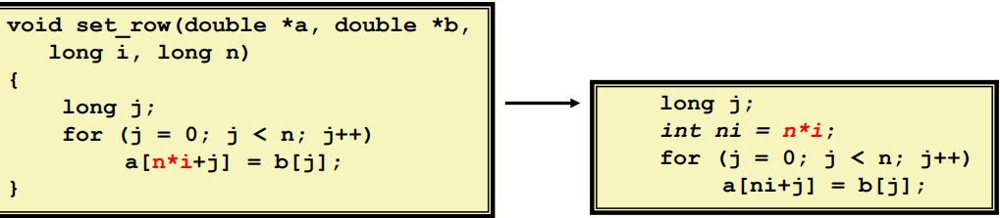 void set_row(double *a, double *b,
   long i, long n)
{
    long j;
    for (j = 0; j < n; j++)
        a[n*i+j] = b[j];
}
    long j;
    int ni = n*i;
    for (j = 0; j < n; j++)
        a[ni+j] = b[j];